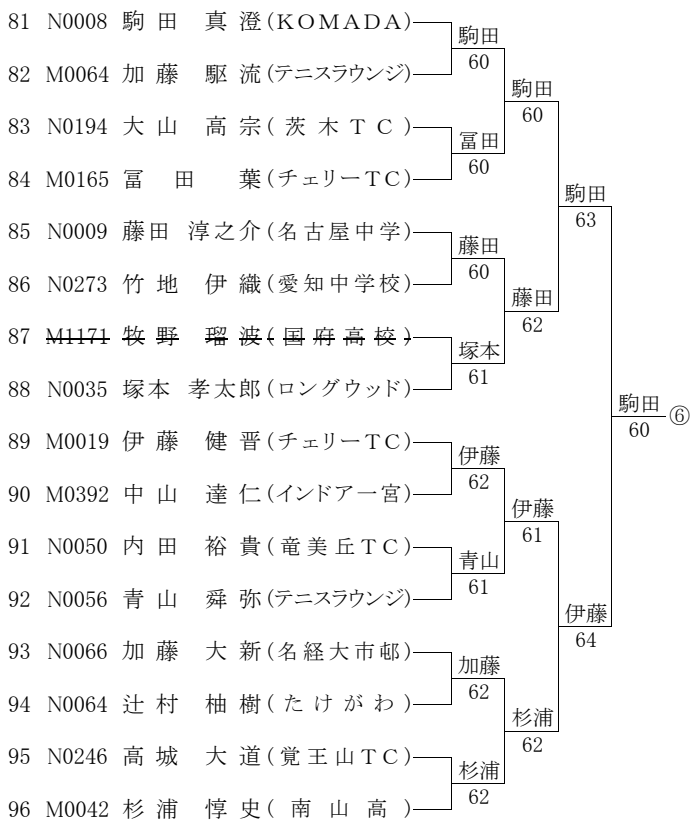 81 N0008 駒田 真澄(KOMADA)
駒田
60
82 M0064 加藤 駆流(テニスラウンジ)
駒田
60
83 N0194 大山 高宗(茨木TC)
冨田
60
84 M0165 冨田 葉(チェリーTC)
駒田
63
85 N0009 藤田 淳之介(名古屋中学)
藤田
60
86 N0273 竹地 伊織(愛知中学校)
藤田
62
87 M1171 牧野 瑠波(国府高校)
塚本
61
88 N0035 塚本 孝太郎(ロングウッド)
駒田
60
⑥
89 M0019 伊藤 健晋(チェリーTC)
伊藤
62
90 M0392 中山 達仁(インドアー宮)
伊藤
61
91 N0050 内田 裕貴(竜美丘TC)
青山
61
92 N0056 青山 舜弥(テニスラウンジ)
伊藤
64
93 N0066 加藤 大新(名経大市邨)
加藤
62
94 N0064 辻村 柚樹(たけがわ)
杉浦
62
95 N0246 高城 大道(覚王山TC)
杉浦
62
96 M0042 杉浦 惇史(南山高)